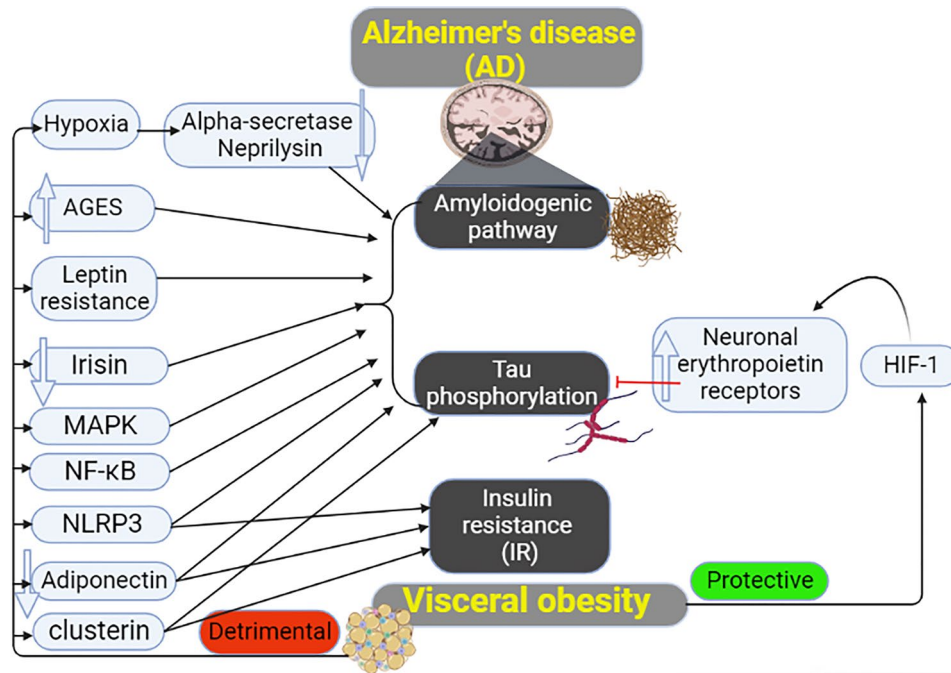 Alzheimer's disease
(AD)
Hypoxia
Alpha-secretase
Neprilysin
AGES
Amyloidogenic
pathway
Leptin
resistance
Irisin
Neuronal
erythropoietin
receptors
HIF-1
Tau
phosphorylation
MAPK
NF-κB
NLRP3
Insulin
resistance
(IR)
Adiponectin
Protective
Visceral obesity
clusterin
Detrimental